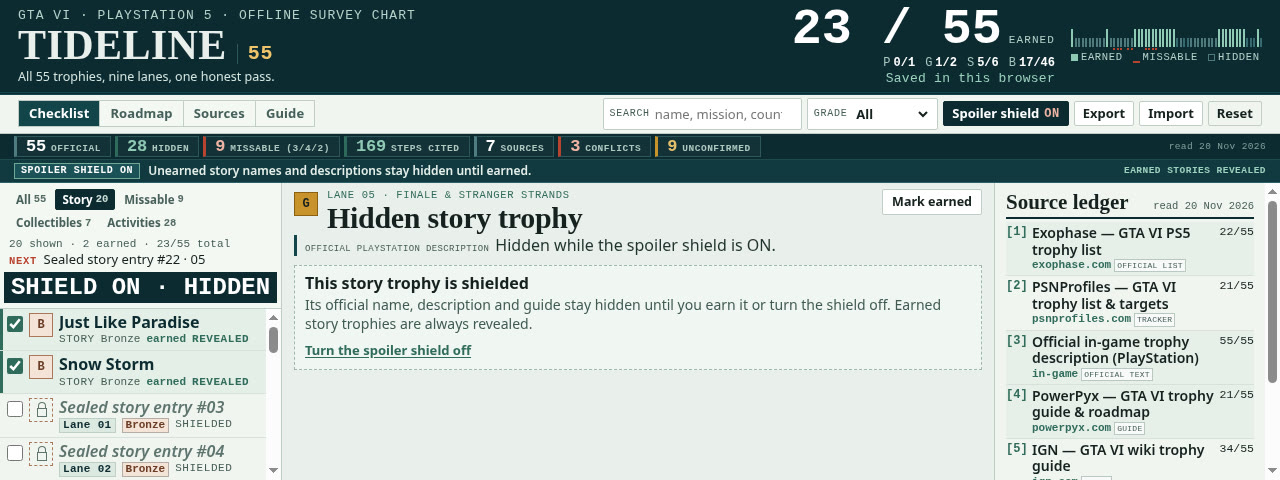 GTA VI · PLAYSTATION 5 · OFFLINE SURVEY CHART
TIDELINE 55
All 55 trophies, nine lanes, one honest pass.
23 / 55 EARNED
P 0/1 G 1/2 S 5/6 B 17/46
Saved in this browser
EARNED MISSABLE HIDDEN
Checklist Roadmap Sources Guide
SEARCH name, mission, coun
GRADE All
Spoiler shield ON
Export Import Reset
55 OFFICIAL 28 HIDDEN 9 MISSABLE (3/4/2) 169 STEPS CITED 7 SOURCES 3 CONFLICTS 9 UNCONFIRMED
read 20 Nov 2026
SPOILER SHIELD ON Unearned story names and descriptions stay hidden until earned.
EARNED STORIES REVEALED
All 55 Story 20 Missable 9
Collectibles 7 Activities 28
20 shown · 2 earned · 23/55 total
NEXT Sealed story entry #22 · 05
SHIELD ON · HIDDEN
B Just Like Paradise
STORY Bronze earned REVEALED
B Snow Storm
STORY Bronze earned REVEALED
Sealed story entry #03
Lane 01 Bronze SHIELDED
Sealed story entry #04
Lane 02 Bronze SHIELDED
G
LANE 05 · FINALE & STRANGER STRANDS
Hidden story trophy
Mark earned
OFFICIAL PLAYSTATION DESCRIPTION Hidden while the spoiler shield is ON.
This story trophy is shielded
Its official name, description and guide stay hidden until you earn it or turn the shield off. Earned
story trophies are always revealed.
Turn the spoiler shield off
Source ledger read 20 Nov 2026
[1] Exophase — GTA VI PS5 22/55
trophy list
exophase.com OFFICIAL LIST
[2] PSNProfiles — GTA VI 21/55
trophy list & targets
psnprofiles.com TRACKER
[3] Official in-game trophy 55/55
description (PlayStation)
in-game OFFICIAL TEXT
[4] PowerPyx — GTA VI trophy 21/55
guide & roadmap
powerpyx.com GUIDE
[5] IGN — GTA VI wiki trophy 34/55
guide